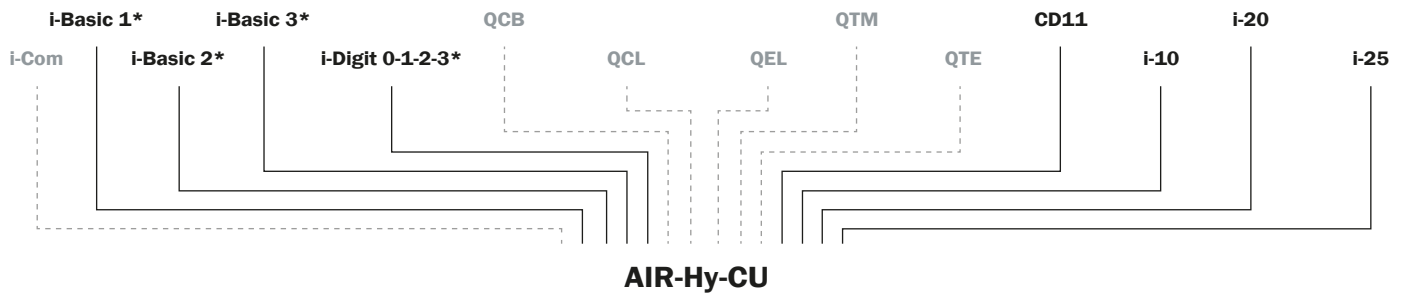 i-Basic 1* i-Basic 3* QCB QTM CD11 i-20
i-Com i-Basic 2* i-Digit 0-1-2-3* QCL QEL QTE i-10 i-25
AIR-Hy-CU